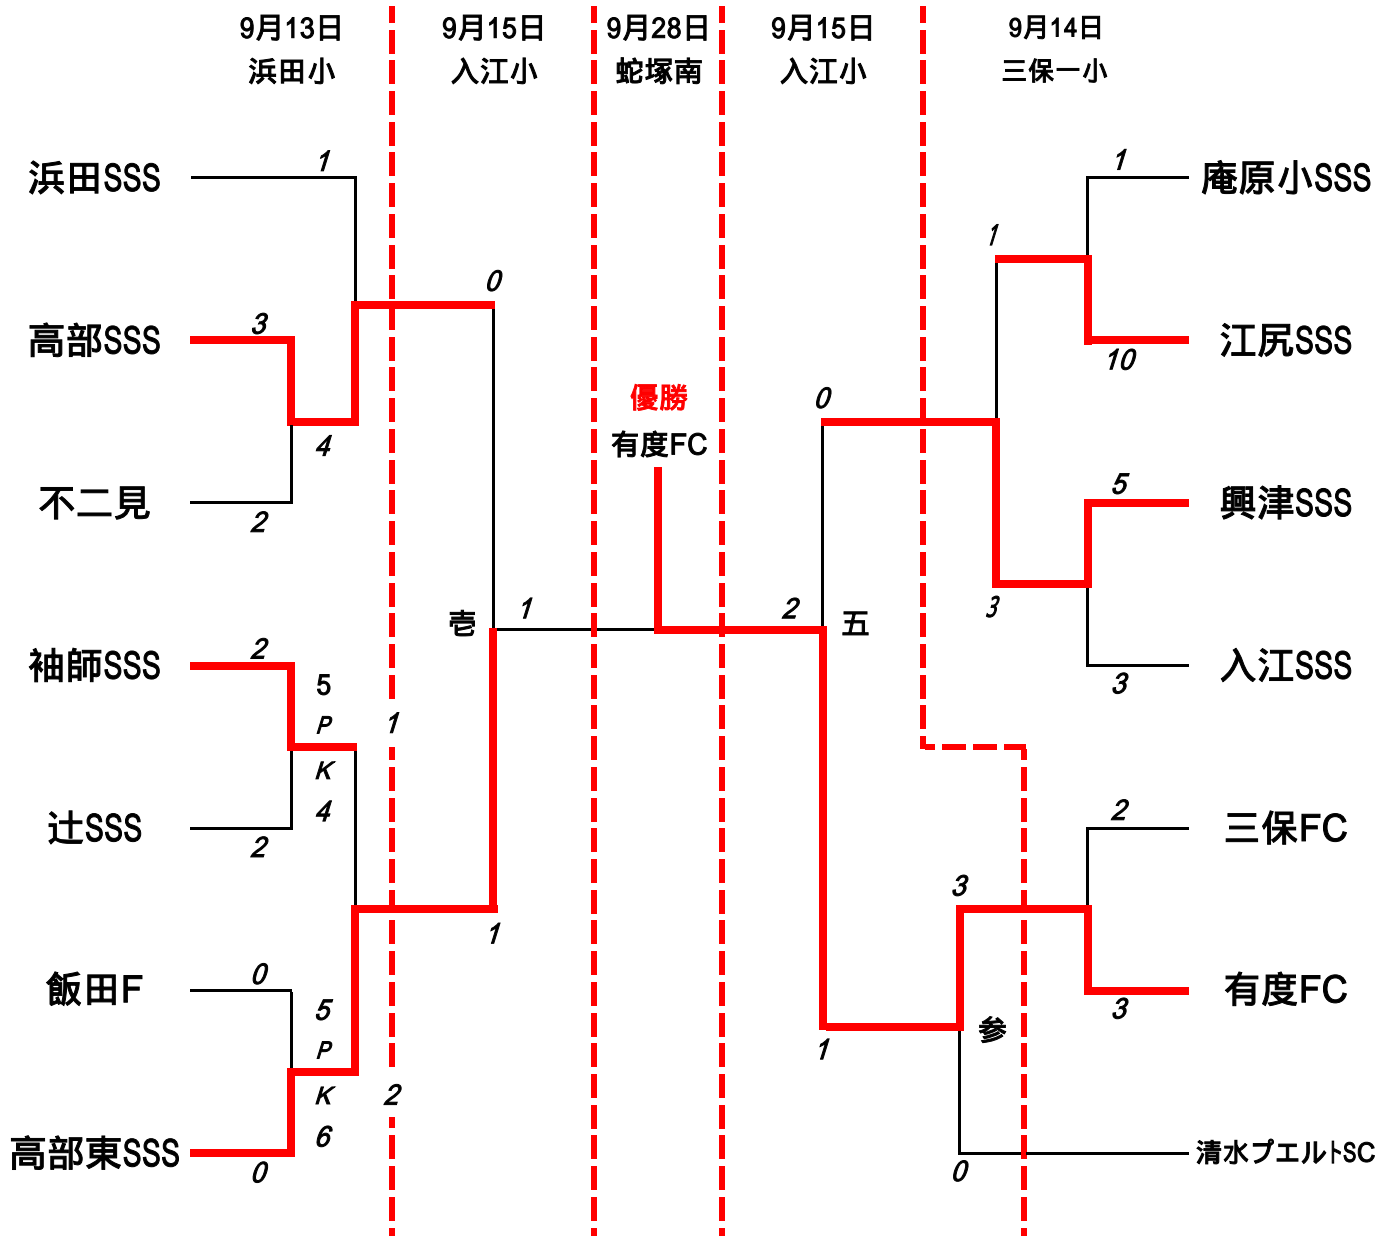 9月13日 9月15日 9月28日 9月15日 9月14日
浜田小 入江小 蛇塚南 入江小 三保一小
1 1
浜田SSS 庵原小SSS
1
0
3
高部SSS 江尻SSS
10
優勝
0
4 有度FC
5
不二見 興津SSS
2
1 2 3
壱 五
2
袖師SSS 入江SSS
5 3
P 1
K
4 2
辻SSS 三保FC
2
3
1
0
飯田F 有度FC
5 3
参
P 1
K 2
6
高部東SSS 清水プエルトSC
0 0